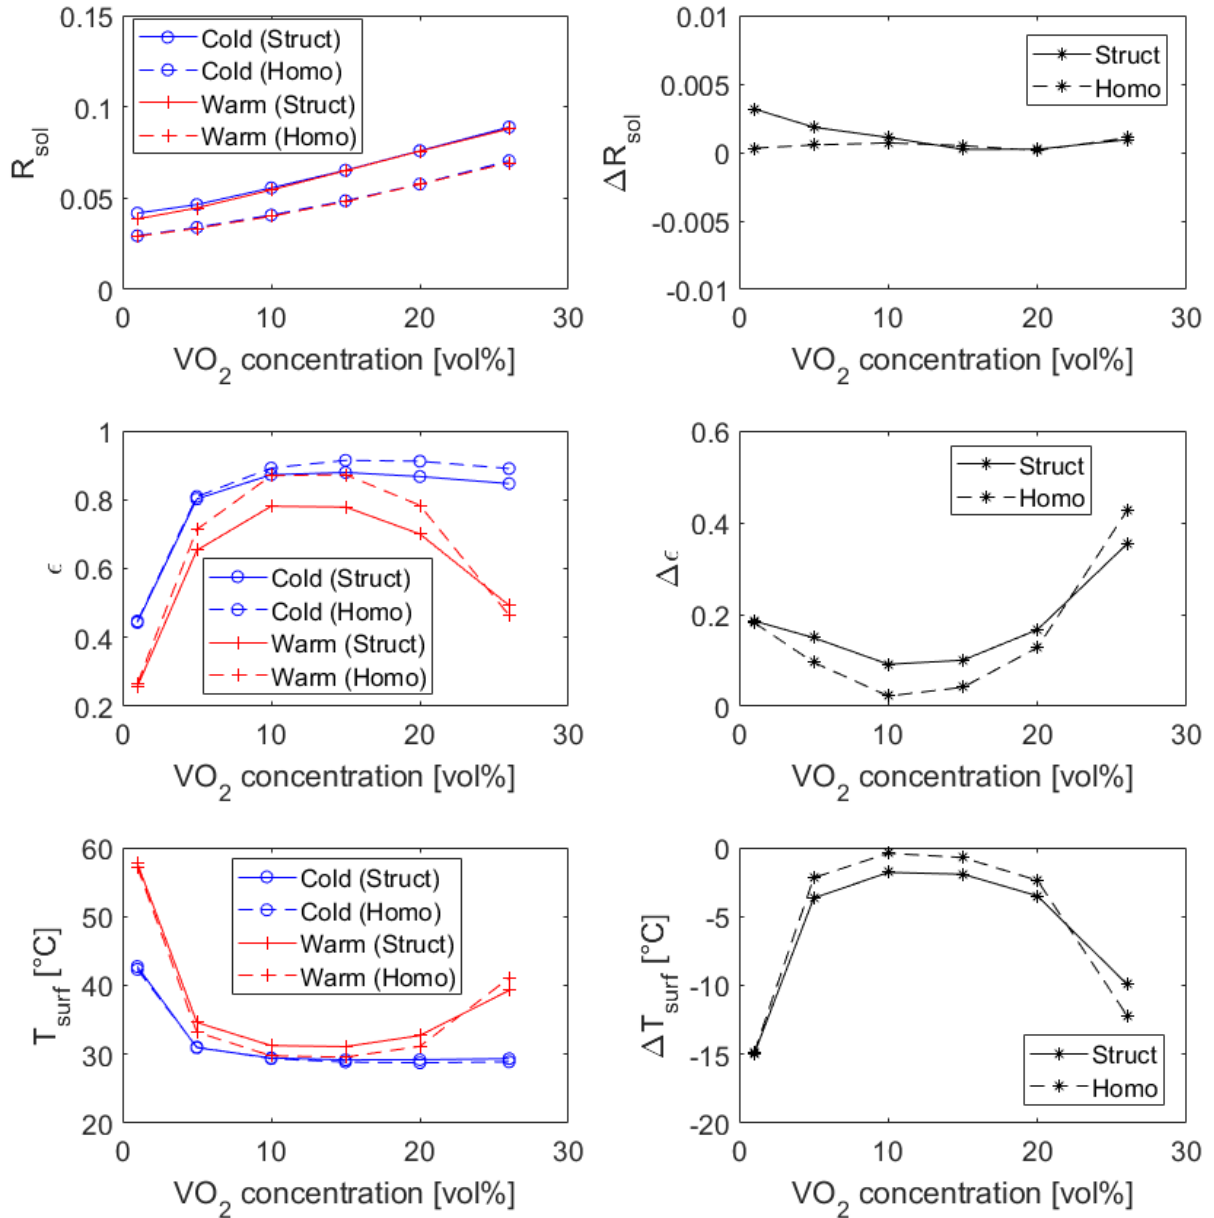 0.15
0.1
0.05
0
R_sol
Cold (Struct)
Cold (Homo)
Warm (Struct)
Warm (Homo)
0 10 20 30
VO₂ concentration [vol%]
0.01
0.005
0
-0.005
-0.01
ΔR_sol
Struct
Homo
0 10 20 30
VO₂ concentration [vol%]
1
0.8
0.6
0.4
0.2
ϵ
Cold (Struct)
Cold (Homo)
Warm (Struct)
Warm (Homo)
0 10 20 30
VO₂ concentration [vol%]
0.6
0.4
0.2
0
Δϵ
Struct
Homo
0 10 20 30
VO₂ concentration [vol%]
60
50
40
30
20
T_surf [°C]
Cold (Struct)
Cold (Homo)
Warm (Struct)
Warm (Homo)
0 10 20 30
VO₂ concentration [vol%]
0
-5
-10
-15
-20
ΔT_surf [°C]
Struct
Homo
0 10 20 30
VO₂ concentration [vol%]